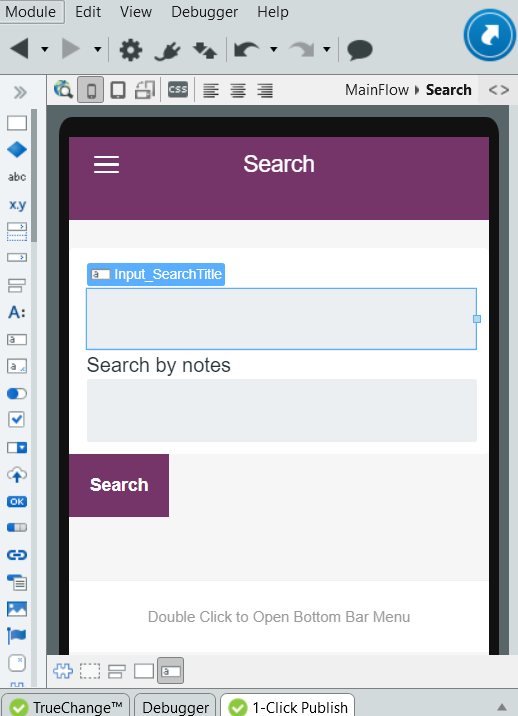 Module Edit View Debugger Help
CSS MainFlow Search <>
Search
abc
x.y
a Input_SearchTitle
A:
a
Search by notes
a
Search
OK
Double Click to Open Bottom Bar Menu
a
TrueChange™ Debugger 1-Click Publish